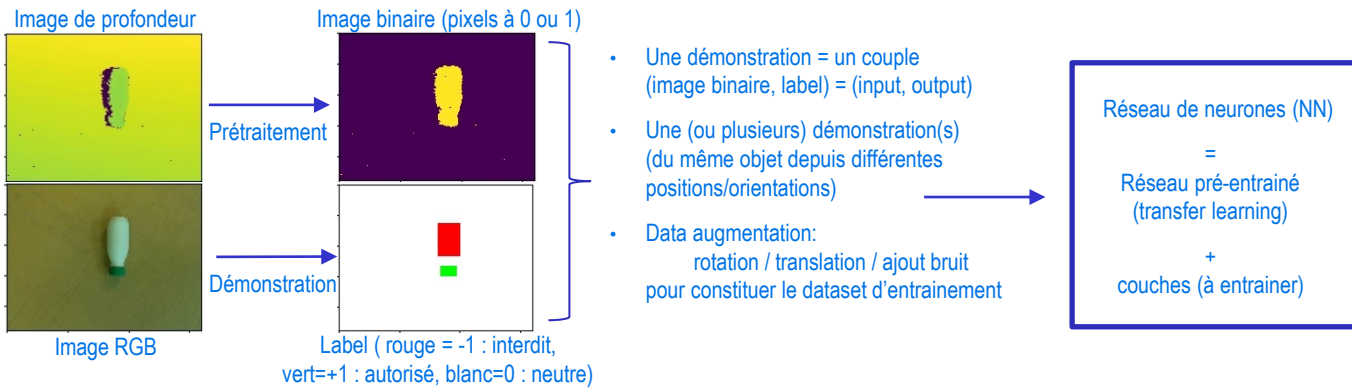 Image de profondeur
Image binaire (pixels à 0 ou 1)
Prétraitement
Démonstration
Image RGB
Label ( rouge = -1 : interdit,
vert=+1 : autorisé, blanc=0 : neutre)
• Une démonstration = un couple
(image binaire, label) = (input, output)
• Une (ou plusieurs) démonstration(s)
(du même objet depuis différentes
positions/orientations)
• Data augmentation:
rotation / translation / ajout bruit
pour constituer le dataset d’entrainement
Réseau de neurones (NN)
=
Réseau pré-entrainé
(transfer learning)
+
couches (à entrainer)